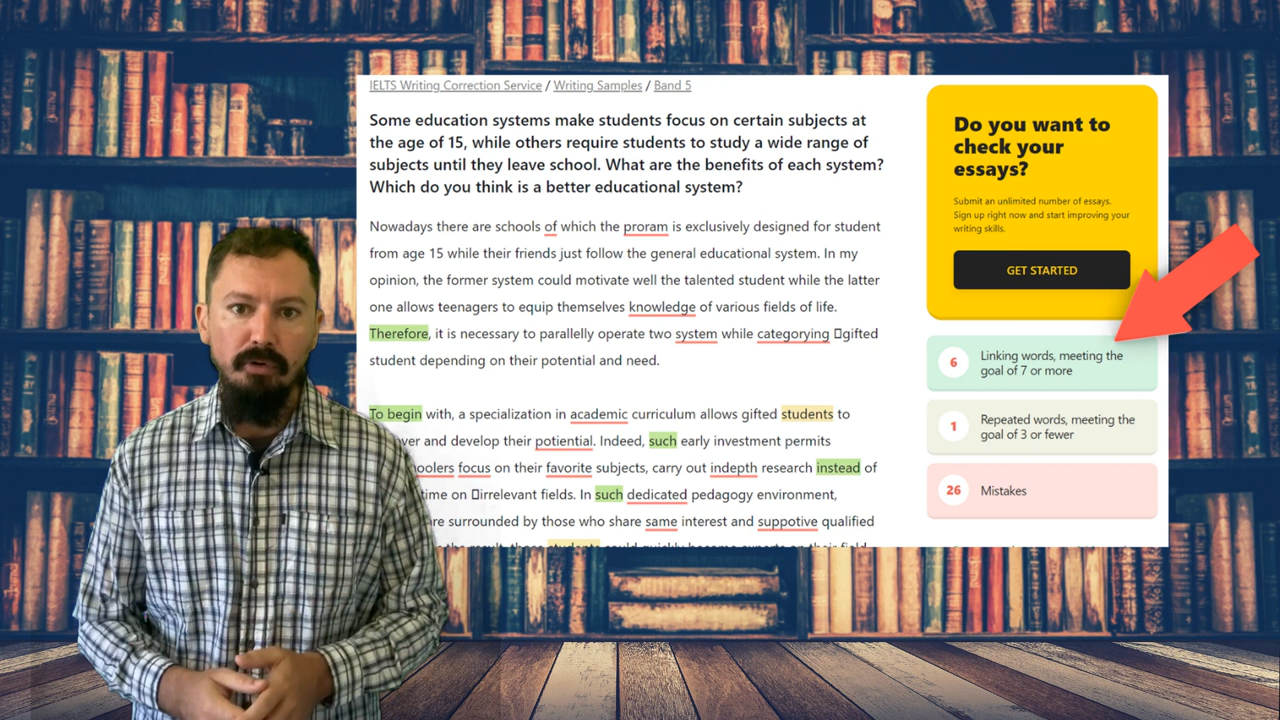 IELTS Writing Correction Service / Writing Samples / Band 5
Some education systems make students focus on certain subjects at
the age of 15, while others require students to study a wide range of
subjects until they leave school. What are the benefits of each system?
Which do you think is a better educational system?
Nowadays there are schools of which the proram is exclusively designed for student
from age 15 while their friends just follow the general educational system. In my
opinion, the former system could motivate well the talented student while the latter
one allows teenagers to equip themselves knowledge of various fields of life.
Therefore, it is necessary to parallelly operate two system while categorying gifted
student depending on their potential and need.
To begin with, a specialization in academic curriculum allows gifted students to
and develop their potiential. Indeed, such early investment permits
focus on their favorite subjects, carry out indepth research instead of
time on irrelevant fields. In such dedicated pedagogy environment,
surrounded by those who share same interest and suppotive qualified
Do you want to
check your
essays?
Submit an unlimited number of essays.
Sign up right now and start improving your
writing skills.
GET STARTED
6 Linking words, meeting the
goal of 7 or more
1 Repeated words, meeting the
goal of 3 or fewer
26 Mistakes